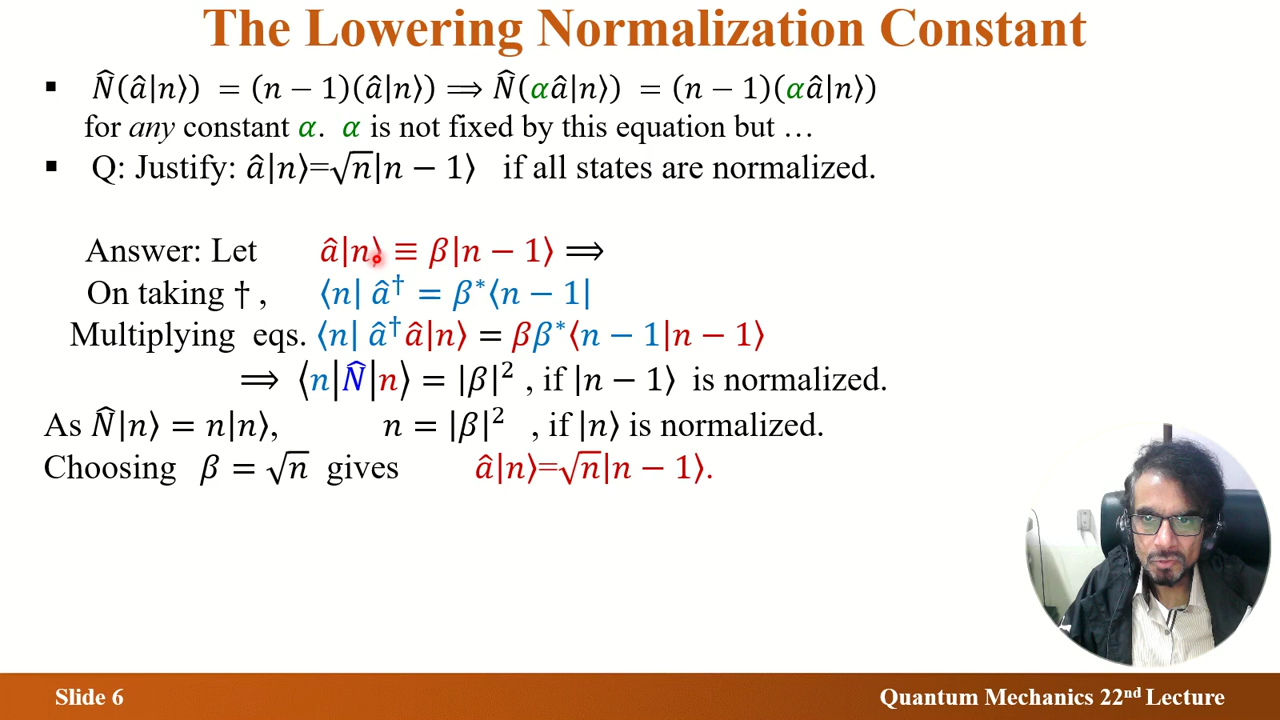 The Lowering Normalization Constant
▪ N̂(â|n⟩) = (n − 1)(â|n⟩) ⟹ N̂(αâ|n⟩) = (n − 1)(αâ|n⟩)
for any constant α. α is not fixed by this equation but …
▪ Q: Justify: â|n⟩=√n|n − 1⟩ if all states are normalized.
Answer: Let â|n⟩ ≡ β|n − 1⟩ ⟹
On taking † , ⟨n| â† = β*⟨n − 1|
Multiplying eqs. ⟨n| â†â|n⟩ = ββ*⟨n − 1|n − 1⟩
⟹ ⟨n|N̂|n⟩ = |β|² , if |n − 1⟩ is normalized.
As N̂|n⟩ = n|n⟩, n = |β|² , if |n⟩ is normalized.
Choosing β = √n gives â|n⟩=√n|n − 1⟩.
Slide 6 Quantum Mechanics 22nd Lecture